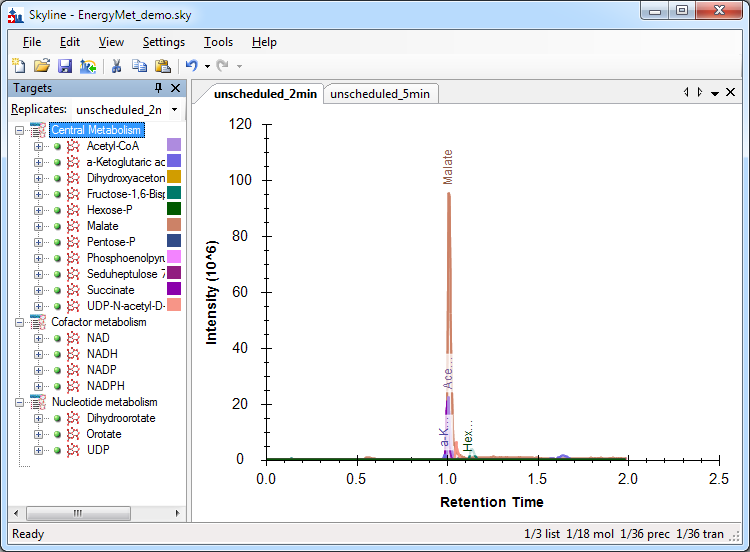 Skyline - EnergyMet_demo.sky
File Edit View Settings Tools Help
Targets
Replicates: unscheduled_2n
Central Metabolism
Acetyl-CoA
a-Ketoglutaric ac
Dihydroxyaceton
Fructose-1,6-Bisp
Hexose-P
Malate
Pentose-P
Phosphoenolpyru
Seduheptulose 7
Succinate
UDP-N-acetyl-D-
Cofactor metabolism
NAD
NADH
NADP
NADPH
Nucleotide metabolism
Dihydroorotate
Orotate
UDP
unscheduled_2min unscheduled_5min
Intensity (10^6)
120
100
80
60
40
20
0
Malate
Ace...
a-K...
Hex...
0.0 0.5 1.0 1.5 2.0 2.5
Retention Time
Ready 1/3 list 1/18 mol 1/36 prec 1/36 tran